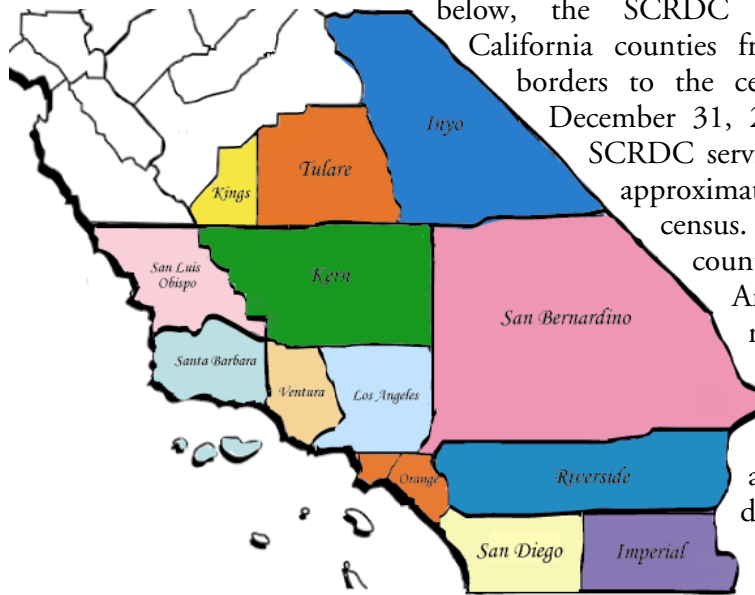 below, the SCRDC
California counties fr
borders to the ce
December 31, 2
SCRDC serv
approximat
census.
coun
a
d
Inyo
Tulare
Kings
San Luis
Obispo
Kern
San Bernardino
Santa Barbara
Ventura
Los Angeles
Orange
Riverside
San Diego
Imperial